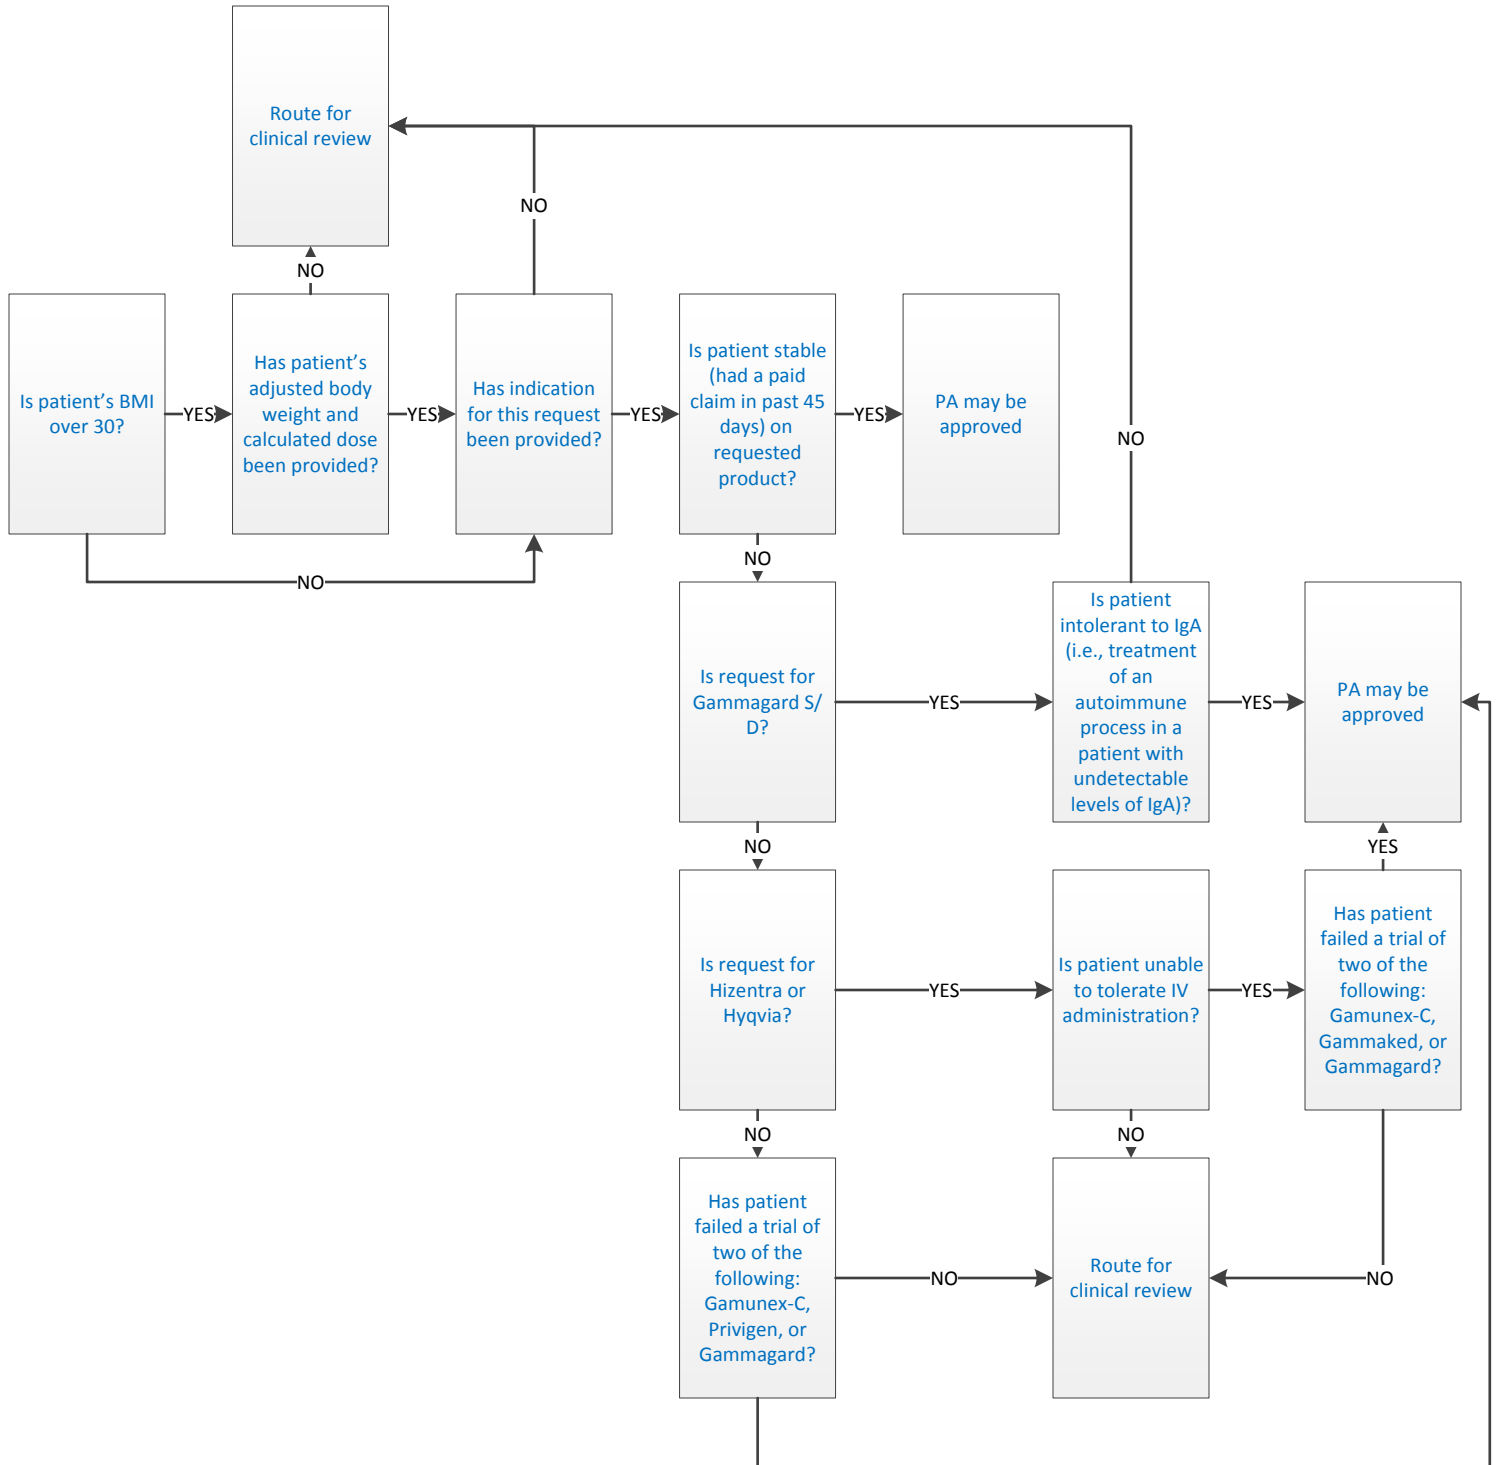 Route for
clinical review
NO
NO
Is patient's BMI
over 30?
YES
Has patient's
adjusted body
weight and
calculated dose
been provided?
YES
Has indication
for this request
been provided?
YES
Is patient stable
(had a paid
claim in past 45
days) on
requested
product?
YES
PA may be
approved
NO
NO
NO
Is request for
Gammagard S/
D?
YES
Is patient
intolerant to IgA
(i.e., treatment
of an
autoimmune
process in a
patient with
undetectable
levels of IgA)?
YES
PA may be
approved
NO
YES
Is request for
Hizentra or
Hyqvia?
YES
Is patient unable
to tolerate IV
administration?
YES
Has patient
failed a trial of
two of the
following:
Gamunex-C,
Gammaked, or
Gammagard?
NO
NO
Has patient
failed a trial of
two of the
following:
Gamunex-C,
Privigen, or
Gammagard?
NO
Route for
clinical review
NO